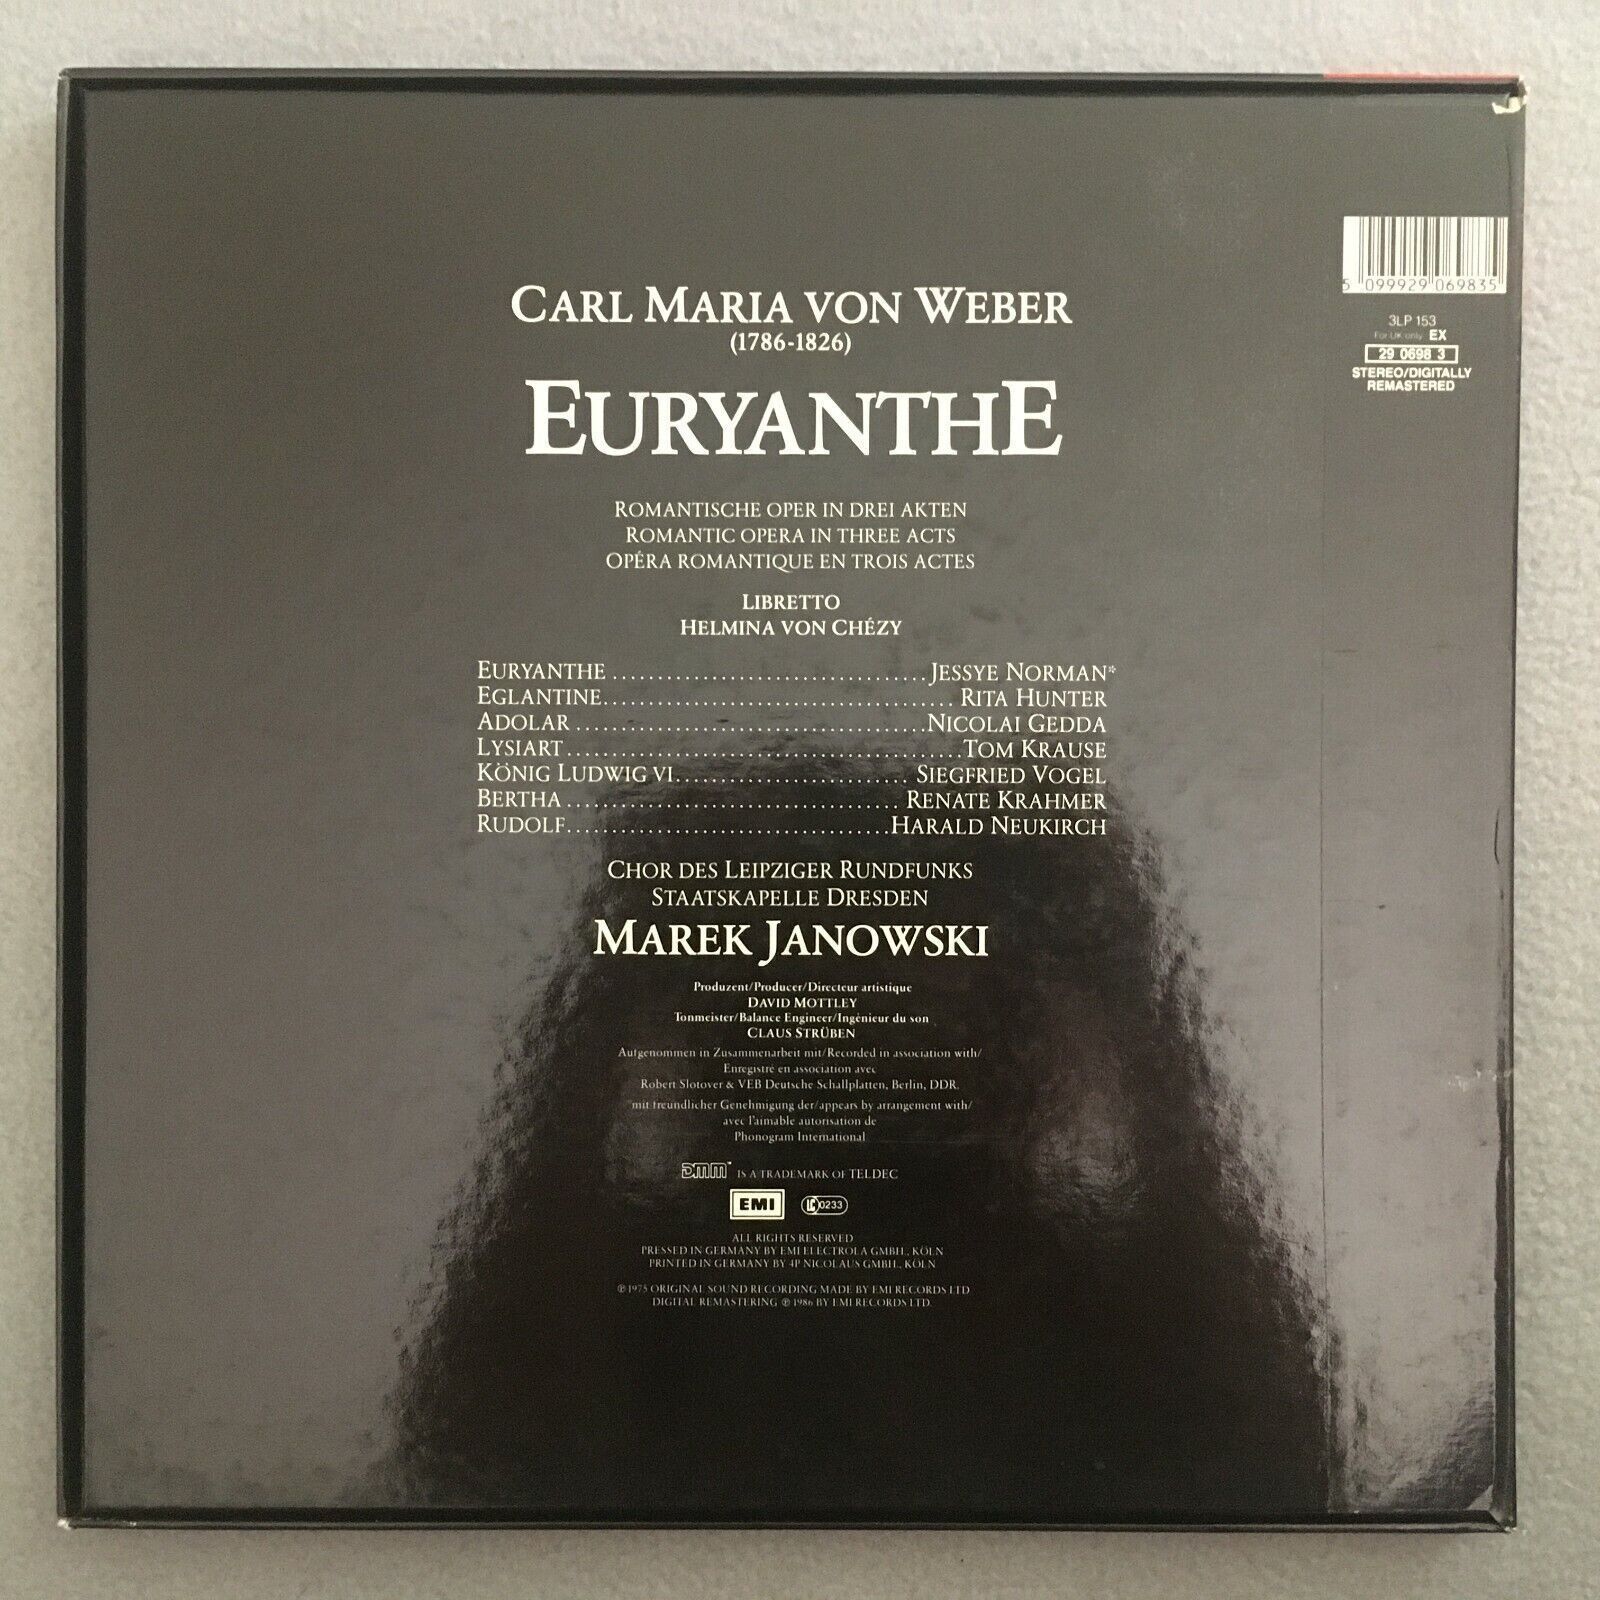 5 099929 069835
3LP 153
For UK only EX
29 0698 3
STEREO/DIGITALLY
REMASTERED
CARL MARIA VON WEBER
(1786-1826)
EURYANTHE
ROMANTISCHE OPER IN DREI AKTEN
ROMANTIC OPERA IN THREE ACTS
OPÉRA ROMANTIQUE EN TROIS ACTES
LIBRETTO
HELMINA VON CHÉZY
EURYANTHE ................................ JESSYE NORMAN*
EGLANTINE................................... RITA HUNTER
ADOLAR .................................... NICOLAI GEDDA
LYSIART........................................ TOM KRAUSE
KÖNIG LUDWIG VI........................ SIEGFRIED VOGEL
BERTHA .................................. RENATE KRAHMER
RUDOLF................................. HARALD NEUKIRCH
CHOR DES LEIPZIGER RUNDFUNKS
STAATSKAPELLE DRESDEN
MAREK JANOWSKI
Produzent/Producer/Directeur artistique
DAVID MOTTLEY
Tonmeister/Balance Engineer/Ingénieur du son
CLAUS STRÜBEN
Aufgenommen in Zusammenarbeit mit/Recorded in association with/
Enregistré en association avec
Robert Slotover & VEB Deutsche Schallplatten, Berlin, DDR.
*mit freundlicher Genehmigung der/appears by arrangement with/
avec l'aimable autorisation de
Phonogram International
DMM™ IS A TRADEMARK OF TELDEC
EMI LC 0233
ALL RIGHTS RESERVED
PRESSED IN GERMANY BY EMI ELECTROLA GMBH., KÖLN
PRINTED IN GERMANY BY 4P NICOLAUS GMBH., KÖLN
℗ 1975 ORIGINAL SOUND RECORDING MADE BY EMI RECORDS LTD
DIGITAL REMASTERING ℗ 1986 BY EMI RECORDS LTD.